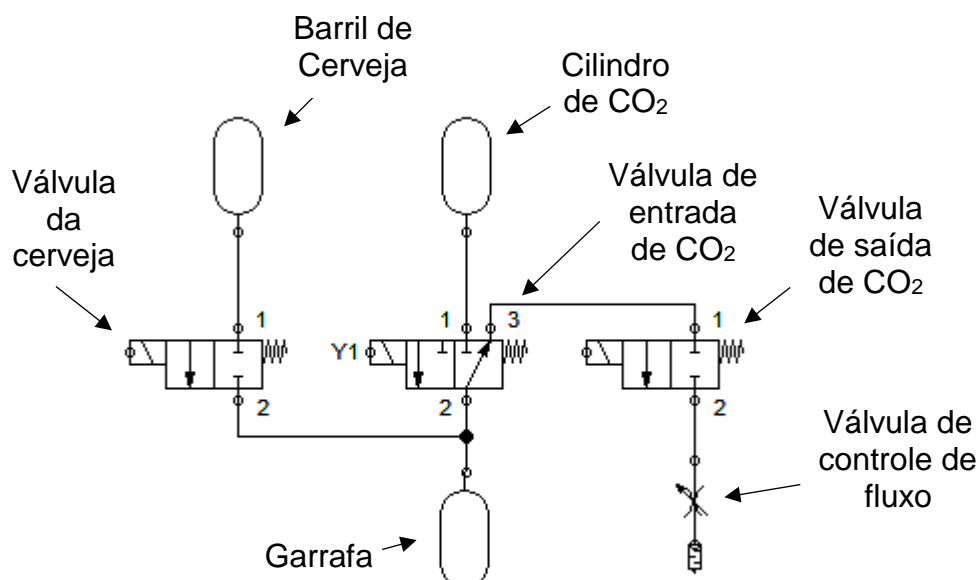 Barril de
Cerveja
Cilindro
de CO₂
Válvula
da
cerveja
Válvula de
entrada
de CO₂
Válvula
de saída
de CO₂
1
2
Y1
1
3
2
1
2
Válvula de
controle de
fluxo
Garrafa